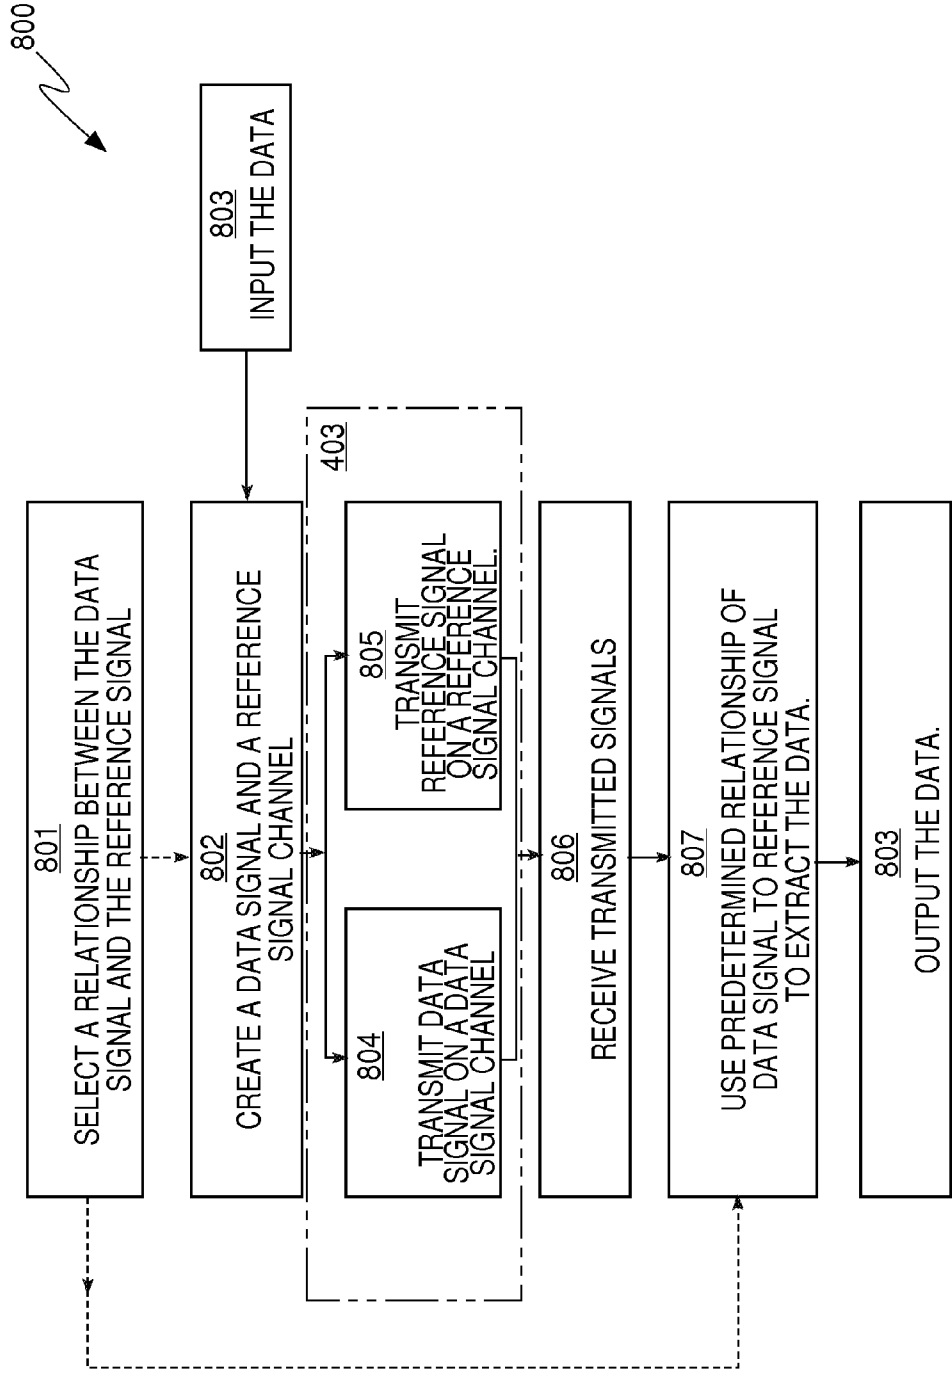 800
801
SELECT A RELATIONSHIP BETWEEN THE DATA
SIGNAL AND THE REFERENCE SIGNAL
803
INPUT THE DATA
802
CREATE A DATA SIGNAL AND A REFERENCE
SIGNAL CHANNEL
403
804
TRANSMIT DATA
SIGNAL ON A DATA
SIGNAL CHANNEL
805
TRANSMIT
REFERENCE SIGNAL
ON A REFERENCE
SIGNAL CHANNEL.
806
RECEIVE TRANSMITTED SIGNALS
807
USE PREDETERMINED RELATIONSHIP OF
DATA SIGNAL TO REFERENCE SIGNAL
TO EXTRACT THE DATA.
803
OUTPUT THE DATA.